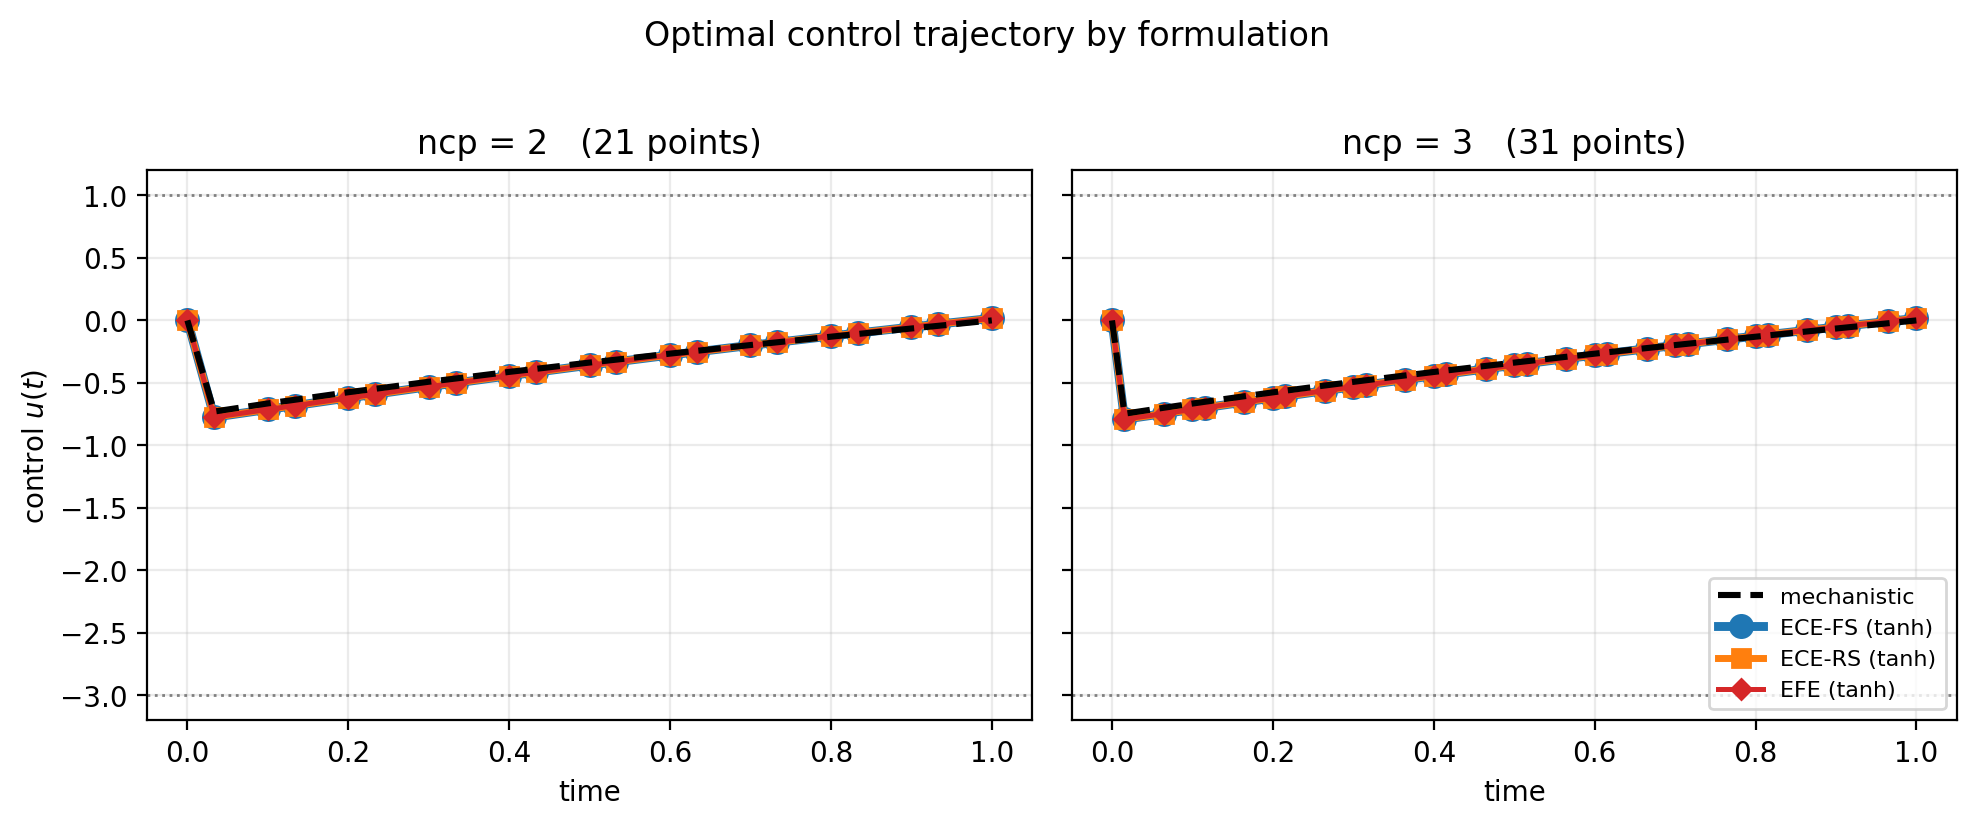 Optimal control trajectory by formulation
ncp = 2   (21 points)
1.0
0.5
0.0
−0.5
−1.0
−1.5
−2.0
−2.5
−3.0
control u(t)
0.0 0.2 0.4 0.6 0.8 1.0
time
ncp = 3   (31 points)
mechanistic
ECE-FS (tanh)
ECE-RS (tanh)
EFE (tanh)
0.0 0.2 0.4 0.6 0.8 1.0
time